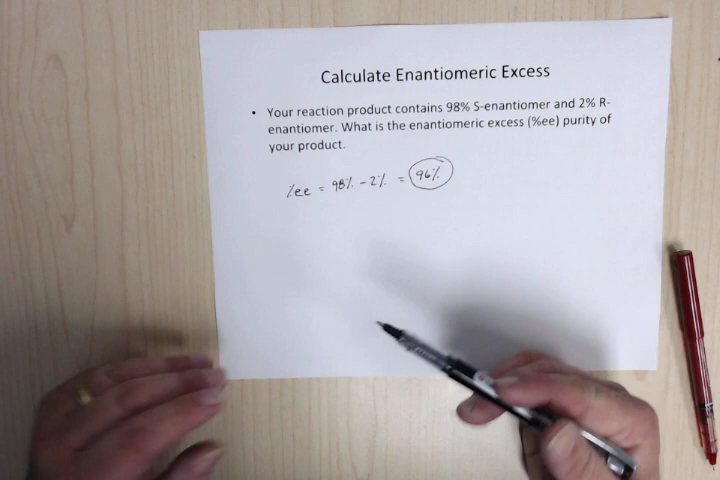 Calculate Enantiomeric Excess
• Your reaction product contains 98% S-enantiomer and 2% R-
enantiomer. What is the enantiomeric excess (%ee) purity of
your product.
%ee = 98% - 2% = 96%